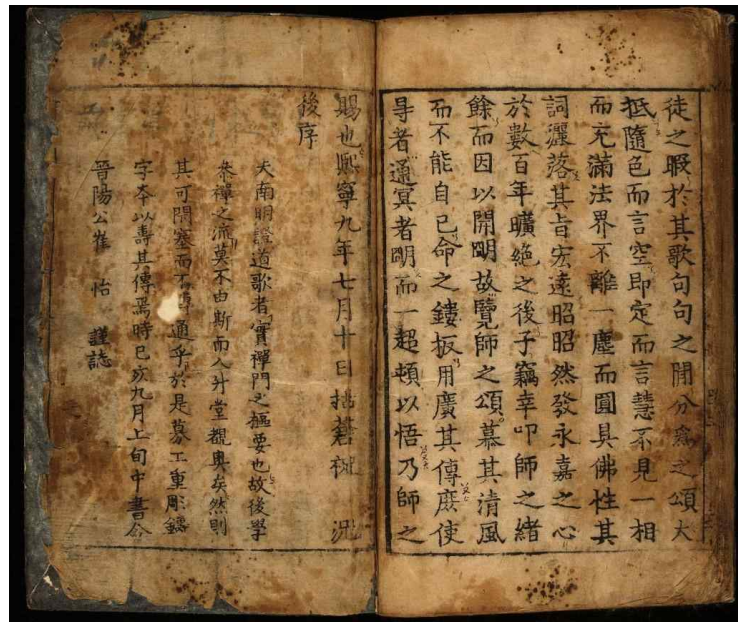 徒之暇於其歌句句之間分爲之頌大
抵隨色而言空即定而言慧不見一相
而充滿法界不離一塵而圓具佛性其
詞灑落其旨宏遠昭昭然發永嘉之心
於數百年曠絶之後子竊幸叩師之緒
餘而因以開明故覽師之頌慕其清風
而不能自已命之鏤板用廣其傳庶使
㝵者通冥者明而一超頓以悟乃師之
賜也熙寧九年七月十日括蒼祝 況
後序
夫南明證道歌者實禪門之樞要也故後學
叅禪之流莫不由斯而入升堂覩奥矣然則
其可閉塞而不傳通乎於是募工重彫鑄
字夲以壽其傳焉時己亥九月上旬中書令
晉陽公崔 怡 謹誌